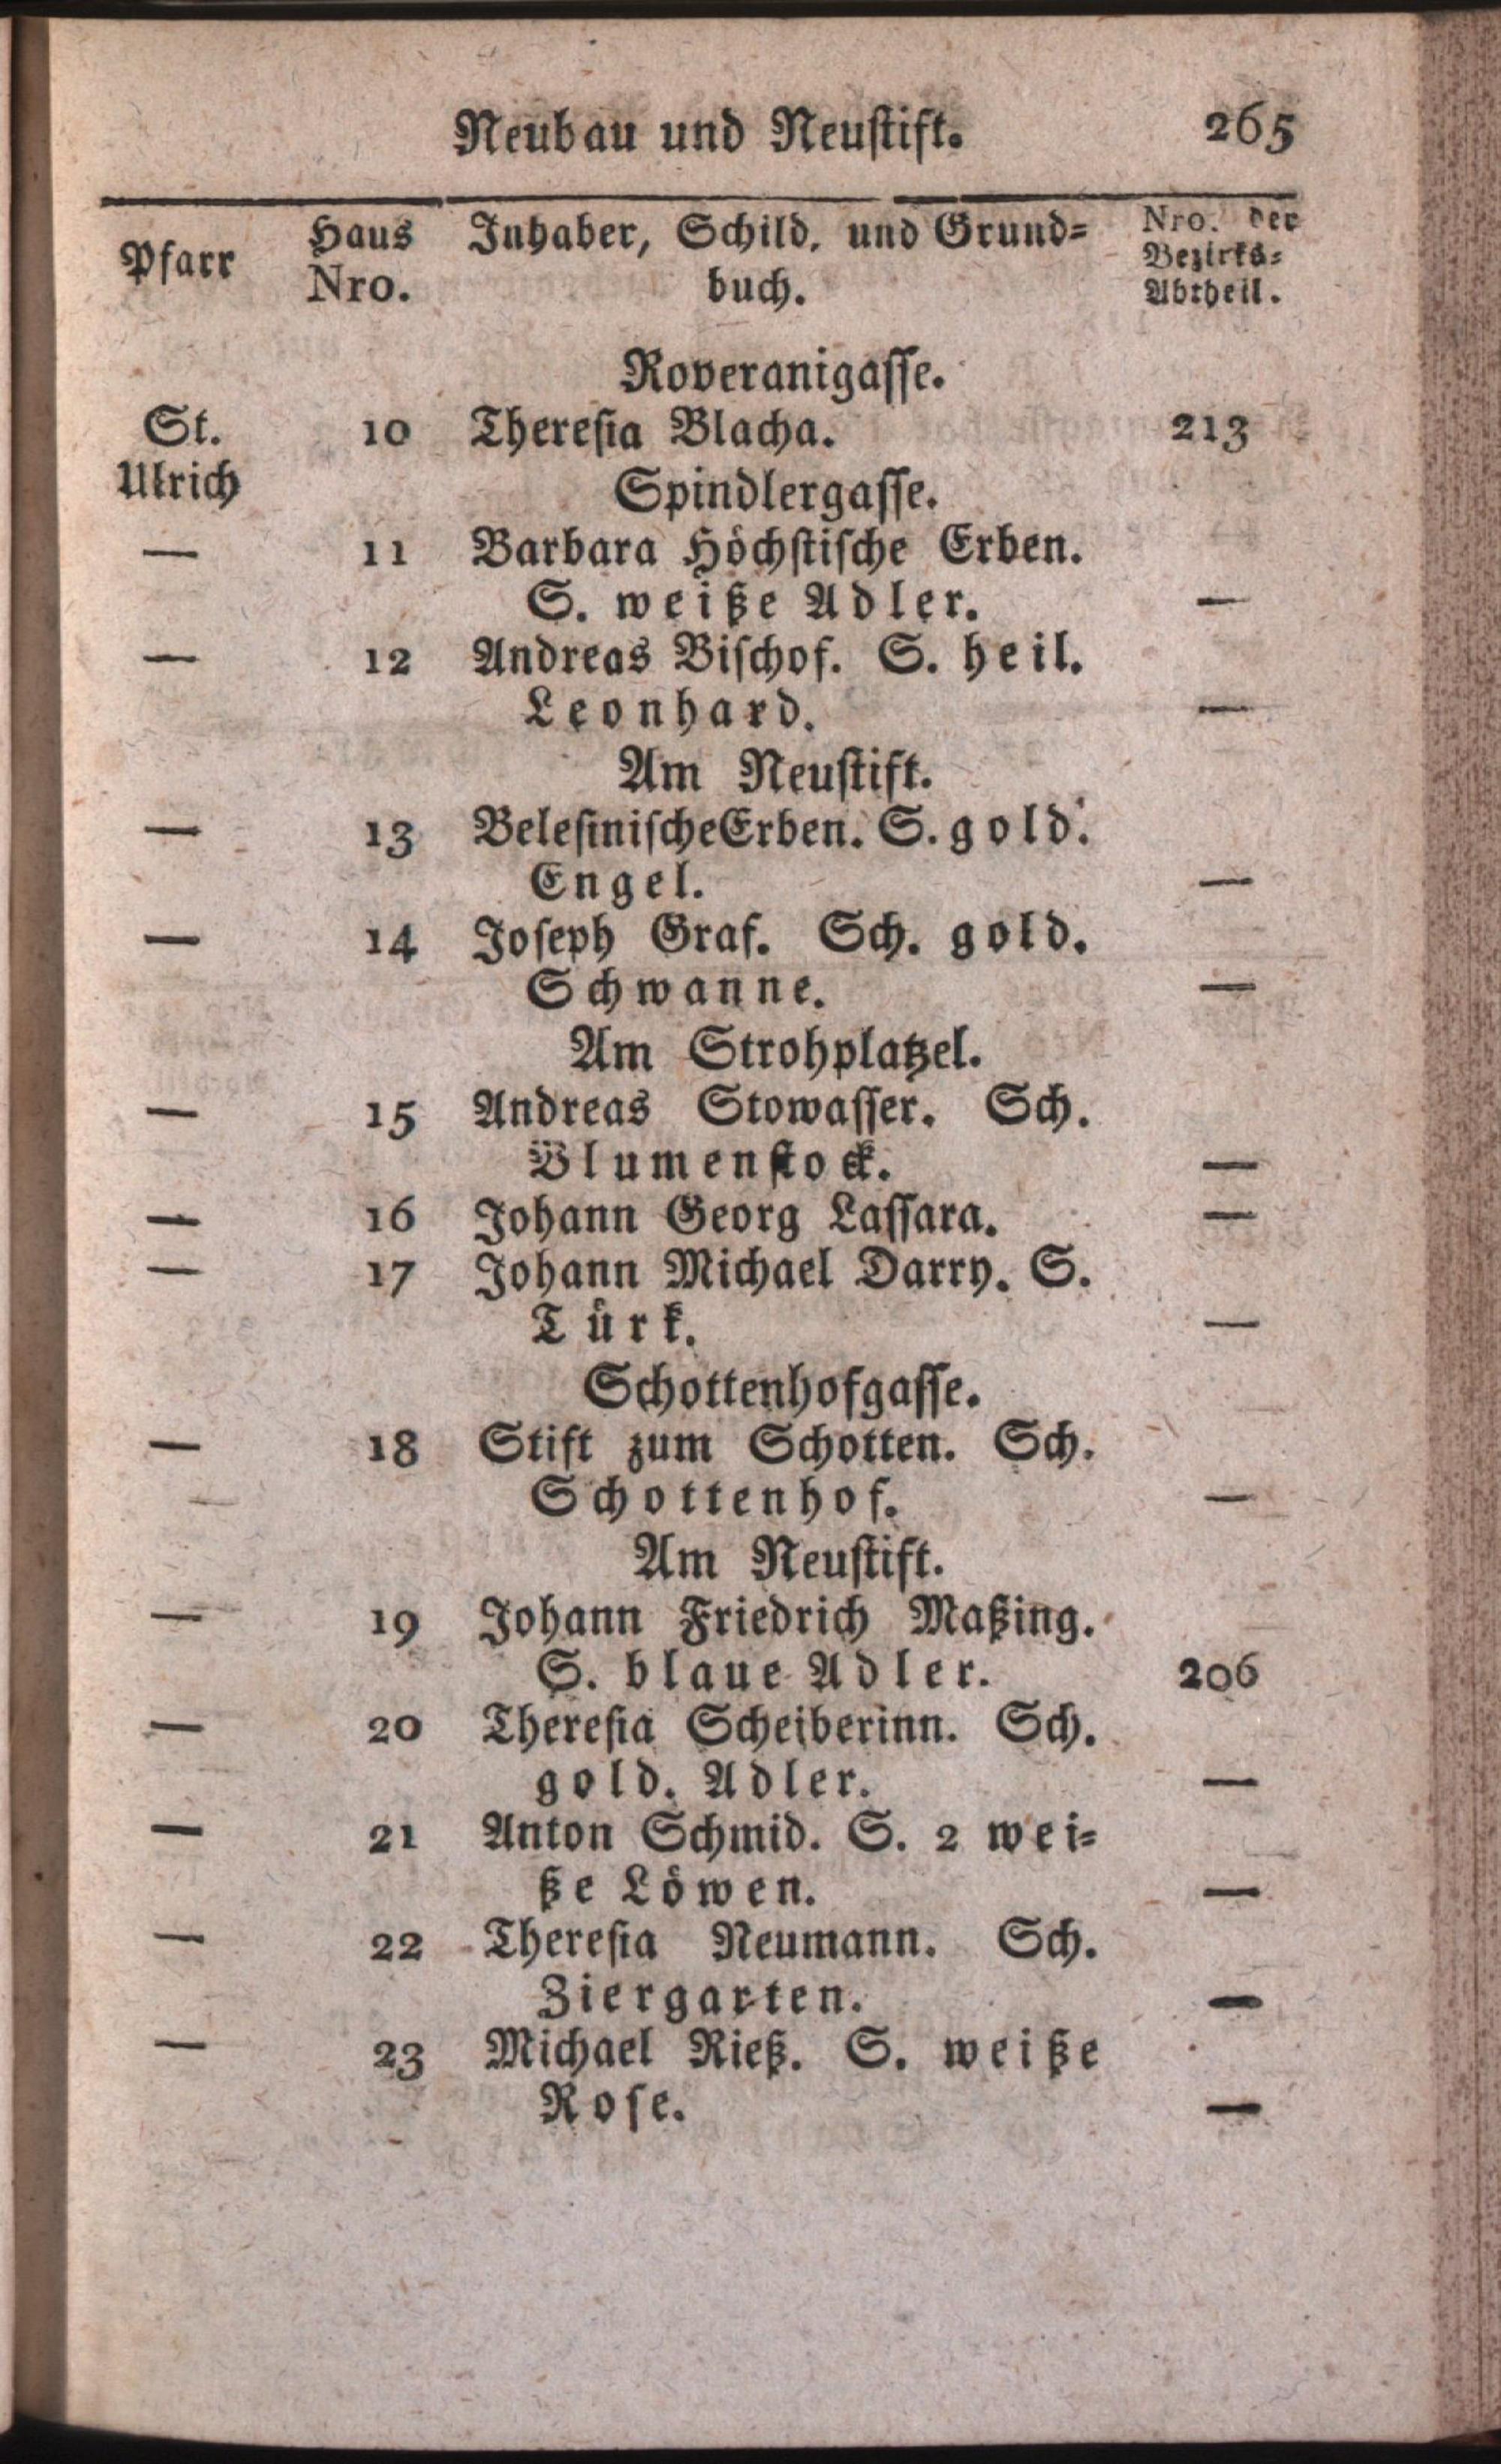 Neubau und Neustift. 265
Pfarr Haus Nro. Inhaber, Schild, und Grund= buch. Nro. der Bezirks= Abtheil.
Roveranigasse.
St. 10 Theresia Blacha. 213
Ulrich Spindlergasse.
— 11 Barbara Höchstische Erben.
S. weiße Adler. —
— 12 Andreas Bischof. S. heil.
Leonhard. —
Am Neustift.
— 13 Belesinische Erben. S. gold.
Engel. —
— 14 Joseph Graf. Sch. gold.
Schwanne. —
Am Strohplatzel.
— 15 Andreas Stowasser. Sch.
Blumenstock. —
— 16 Johann Georg Lassara. —
— 17 Johann Michael Darry. S.
Türk. —
Schottenhofgasse.
— 18 Stift zum Schotten. Sch.
Schottenhof. —
Am Neustift.
— 19 Johann Friedrich Maßing.
S. blaue Adler. 206
— 20 Theresia Scheiberinn. Sch.
gold. Adler. —
— 21 Anton Schmid. S. 2 wei=
ße Löwen. —
— 22 Theresia Neumann. Sch.
Ziergarten. —
— 23 Michael Rieß. S. weiße
Rose. —